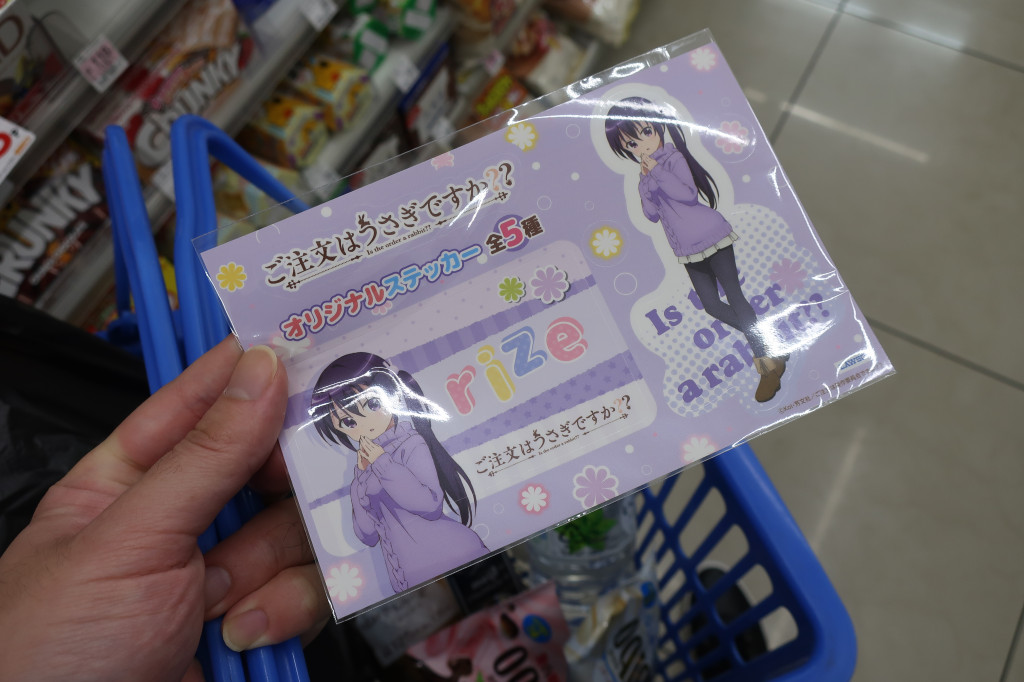 ご注文はうさぎですか??
Is the order a rabbit??
オリジナルステッカー 全5種
rize
ご注文はうさぎですか??
Is the order a rabbit??
Is the
order
a rabbit??
CRUNKY
CRUNKY